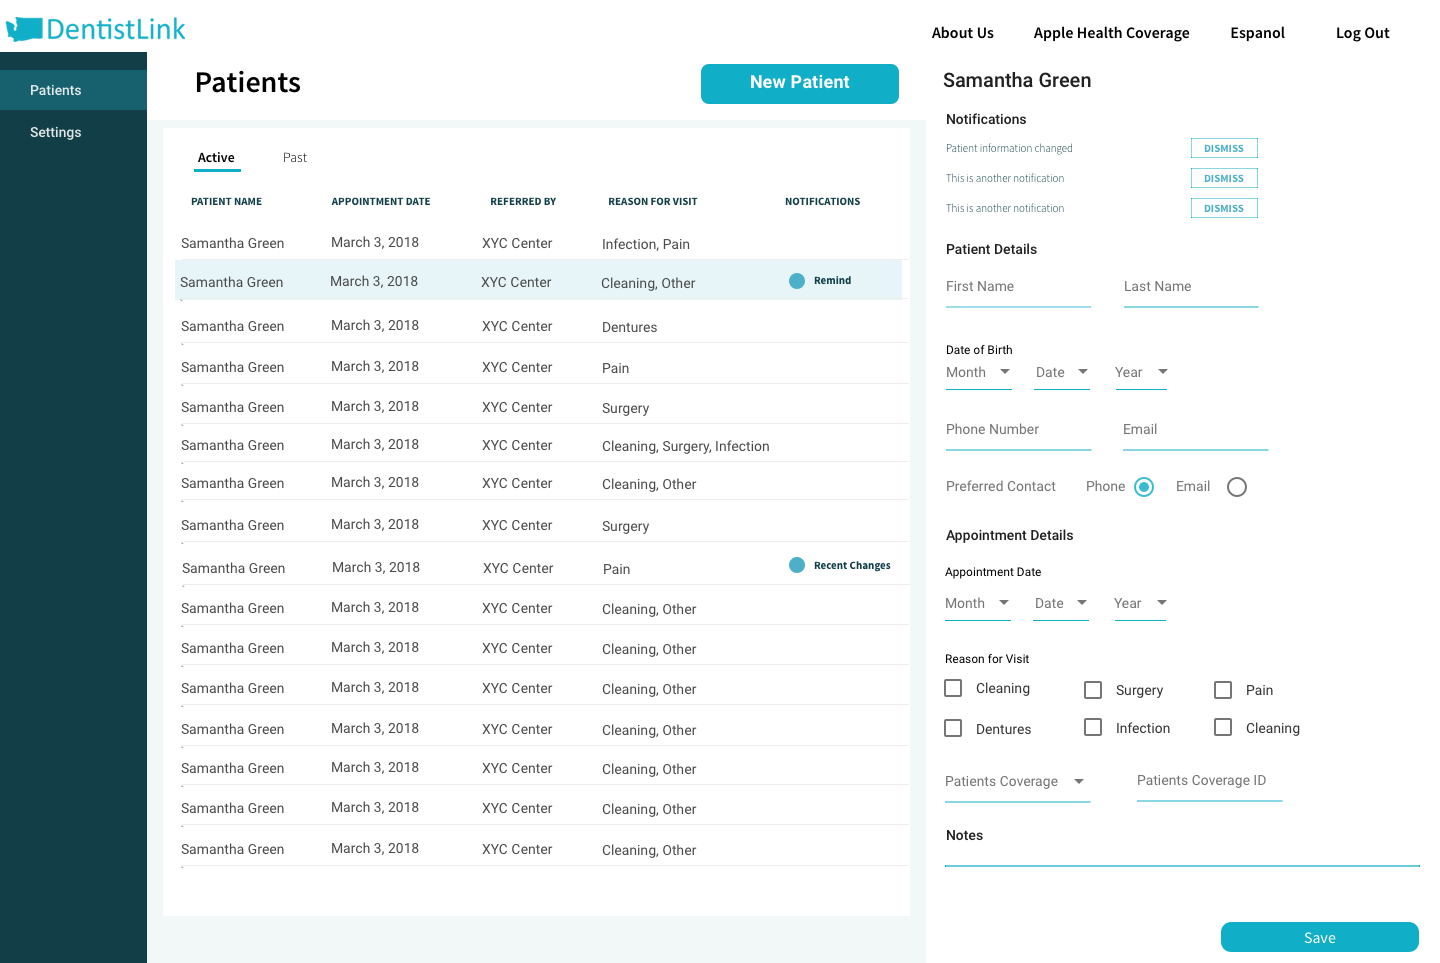 DentistLink
About Us Apple Health Coverage Espanol Log Out
Patients
Settings
Patients
New Patient
Active Past
PATIENT NAME APPOINTMENT DATE REFERRED BY REASON FOR VISIT NOTIFICATIONS
Samantha Green March 3, 2018 XYC Center Infection, Pain
Samantha Green March 3, 2018 XYC Center Cleaning, Other Remind
Samantha Green March 3, 2018 XYC Center Dentures
Samantha Green March 3, 2018 XYC Center Pain
Samantha Green March 3, 2018 XYC Center Surgery
Samantha Green March 3, 2018 XYC Center Cleaning, Surgery, Infection
Samantha Green March 3, 2018 XYC Center Cleaning, Other
Samantha Green March 3, 2018 XYC Center Surgery
Samantha Green March 3, 2018 XYC Center Pain Recent Changes
Samantha Green March 3, 2018 XYC Center Cleaning, Other
Samantha Green March 3, 2018 XYC Center Cleaning, Other
Samantha Green March 3, 2018 XYC Center Cleaning, Other
Samantha Green March 3, 2018 XYC Center Cleaning, Other
Samantha Green March 3, 2018 XYC Center Cleaning, Other
Samantha Green March 3, 2018 XYC Center Cleaning, Other
Samantha Green March 3, 2018 XYC Center Cleaning, Other
Samantha Green
Notifications
Patient information changed DISMISS
This is another notification DISMISS
This is another notification DISMISS
Patient Details
First Name Last Name
Date of Birth
Month Date Year
Phone Number Email
Preferred Contact Phone Email
Appointment Details
Appointment Date
Month Date Year
Reason for Visit
Cleaning Surgery Pain
Dentures Infection Cleaning
Patients Coverage Patients Coverage ID
Notes
Save